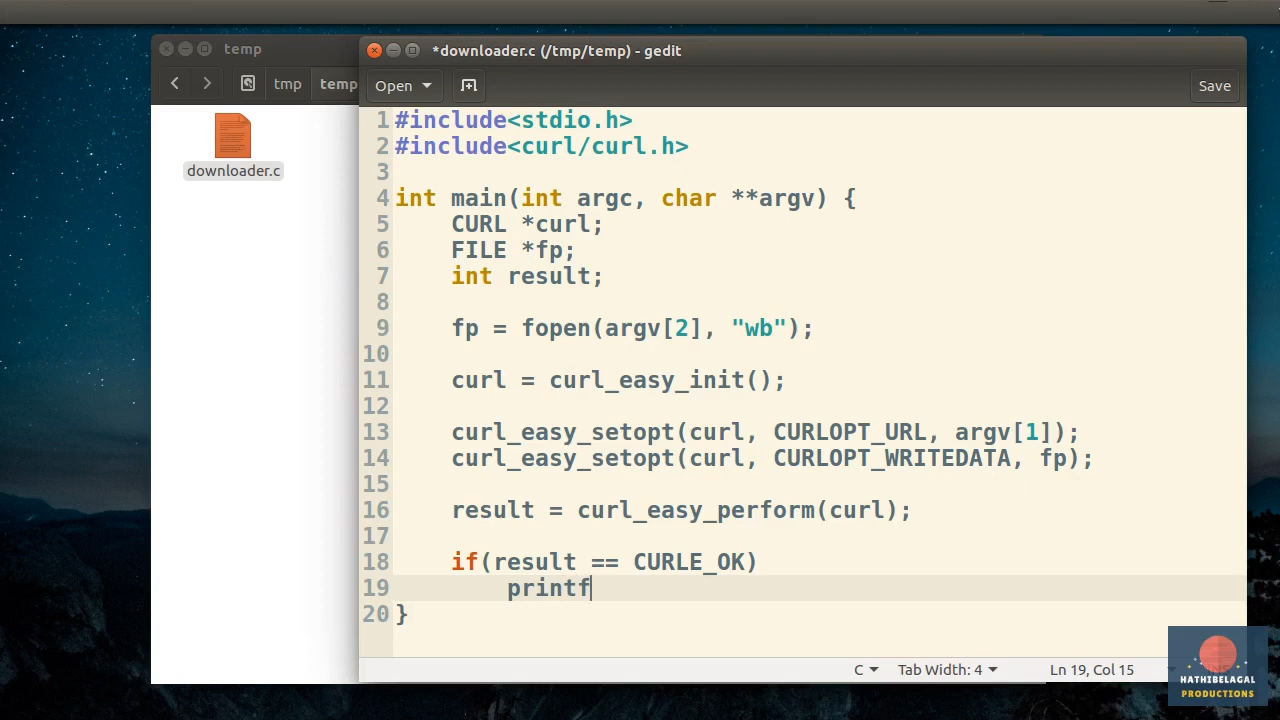 temp
tmp
temp
downloader.c
*downloader.c (/tmp/temp) - gedit
Open
Save
1 #include<stdio.h>
2 #include<curl/curl.h>
3
4 int main(int argc, char **argv) {
5 CURL *curl;
6 FILE *fp;
7 int result;
8
9 fp = fopen(argv[2], "wb");
10
11 curl = curl_easy_init();
12
13 curl_easy_setopt(curl, CURLOPT_URL, argv[1]);
14 curl_easy_setopt(curl, CURLOPT_WRITEDATA, fp);
15
16 result = curl_easy_perform(curl);
17
18 if(result == CURLE_OK)
19 printf
20 }
C
Tab Width: 4
Ln 19, Col 15
HATHIBELAGAL
PRODUCTIONS